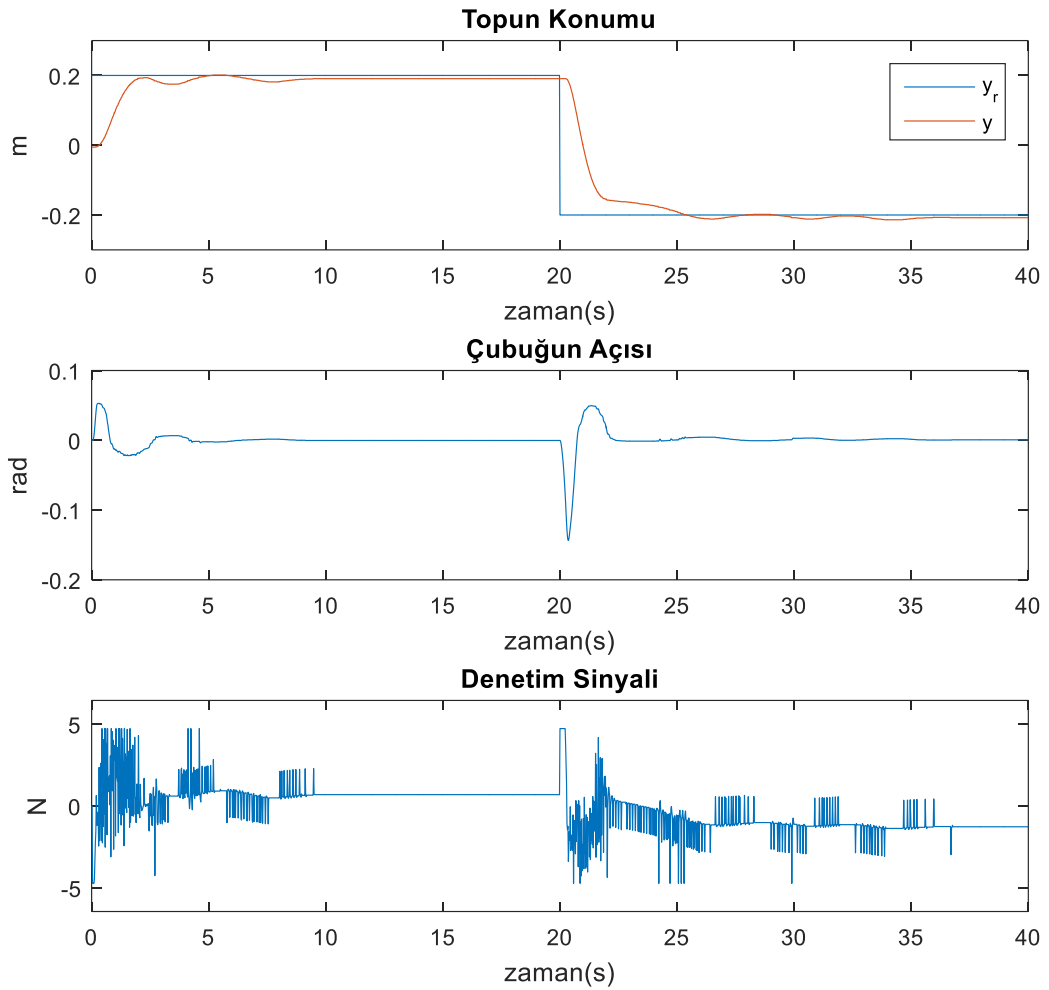 Topun Konumu
0.2
0
-0.2
m
y_r
y
0 5 10 15 20 25 30 35 40
zaman(s)
Çubuğun Açısı
0.1
0
-0.1
-0.2
rad
0 5 10 15 20 25 30 35 40
zaman(s)
Denetim Sinyali
5
0
-5
N
0 5 10 15 20 25 30 35 40
zaman(s)